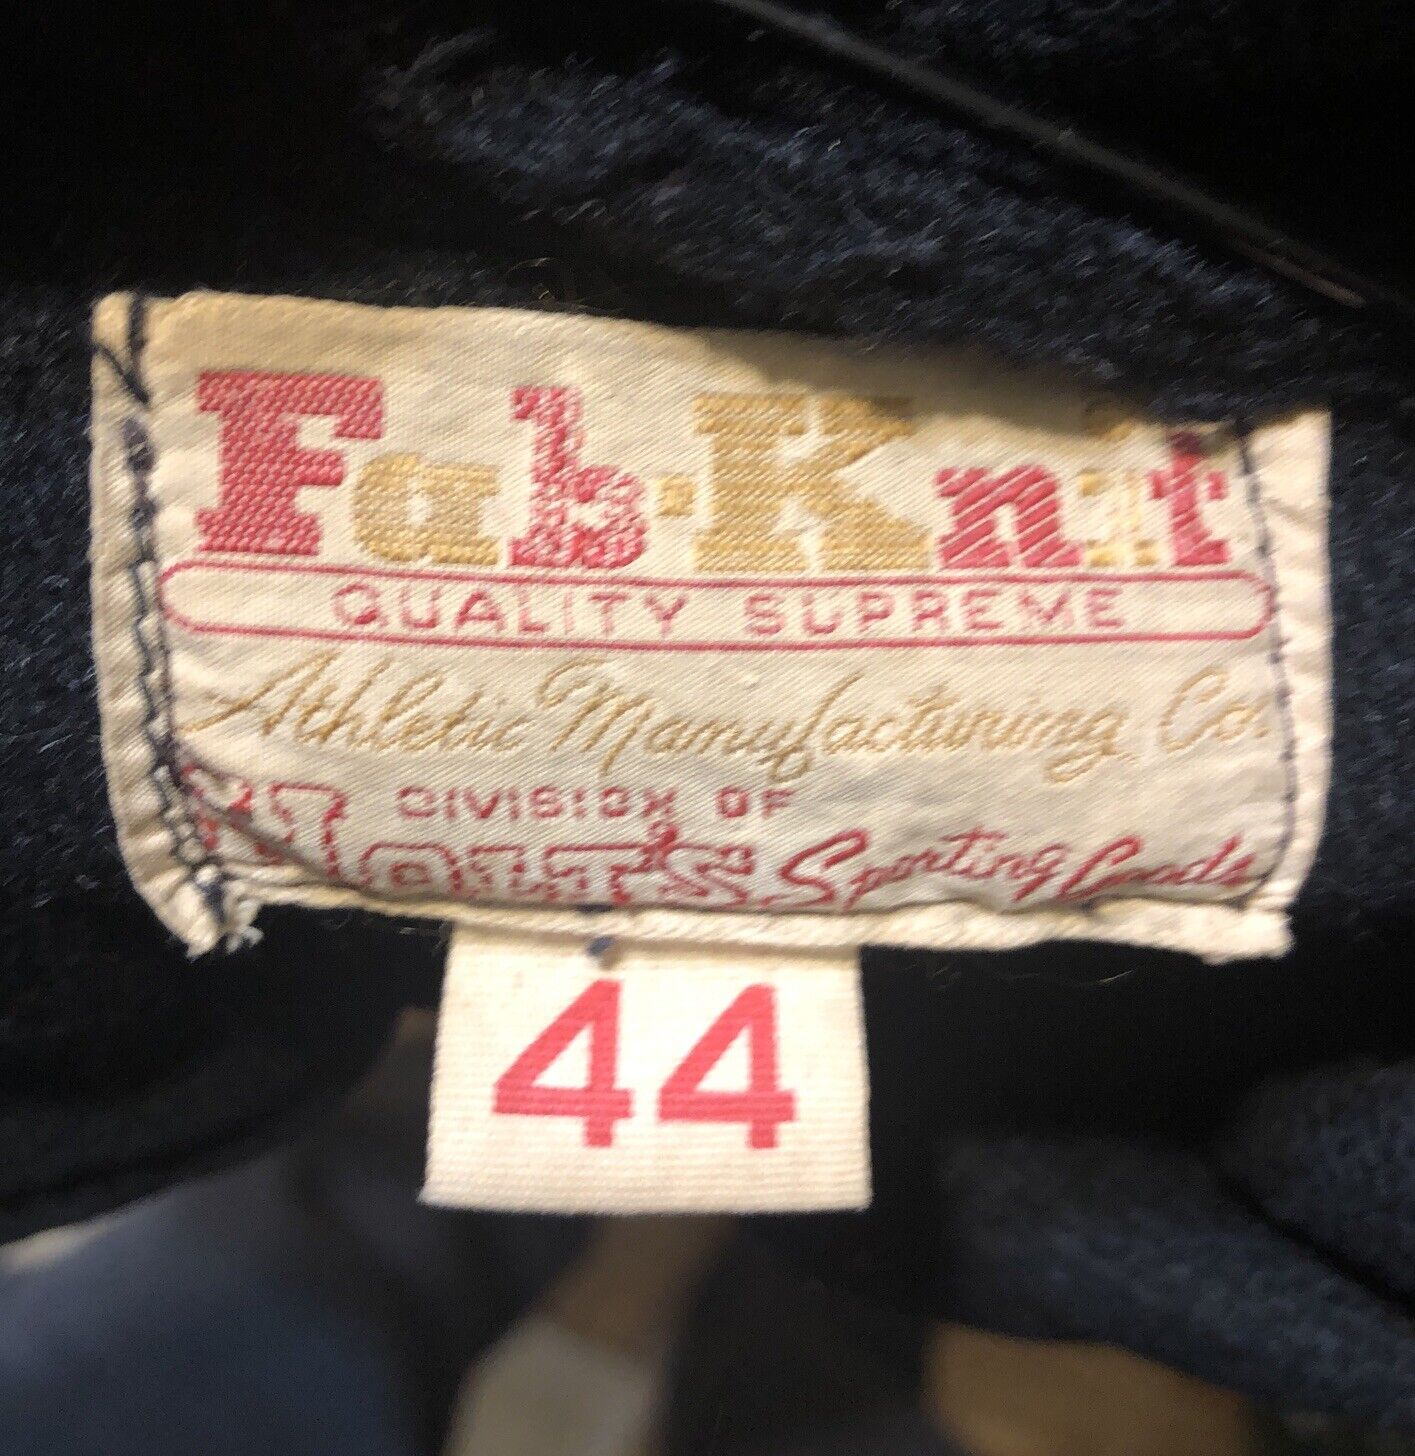 Fab-Knit
QUALITY SUPREME
Athletic Manufacturing Co.
DIVISION OF
Sporting Goods
44